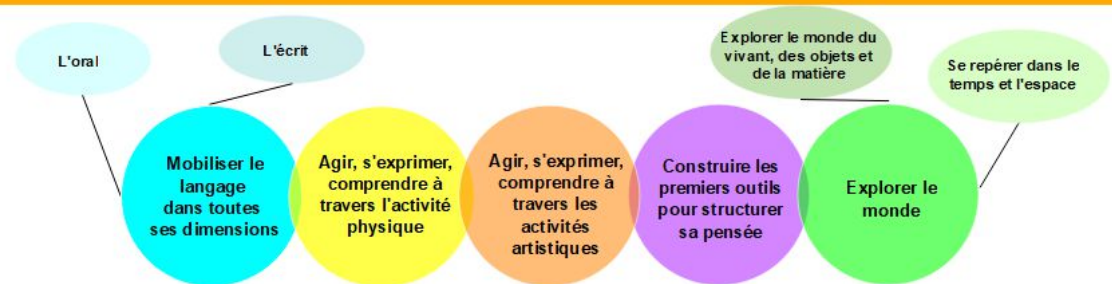 L'oral
L'écrit
Explorer le monde du
vivant, des objets et
de la matière
Se repérer dans le
temps et l'espace
Mobiliser le
langage
dans toutes
ses dimensions
Agir, s'exprimer,
comprendre à
travers l'activité
physique
Agir, s'exprimer,
comprendre à
travers les
activités
artistiques
Construire les
premiers outils
pour structurer
sa pensée
Explorer le
monde